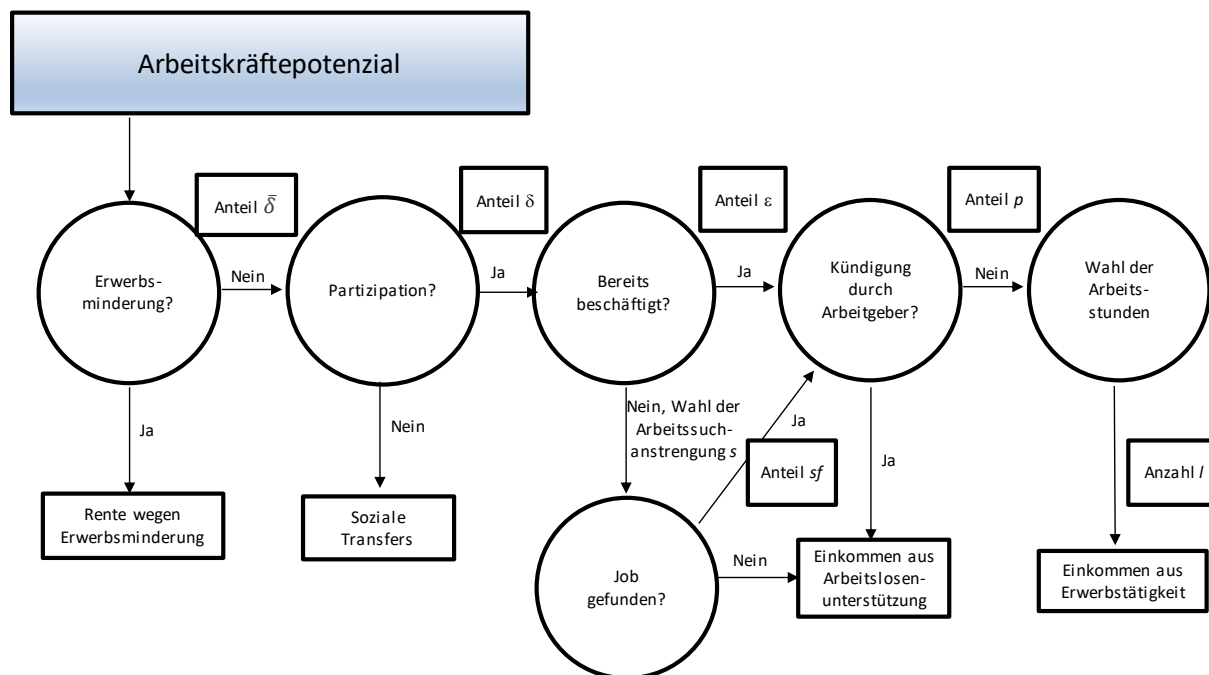 Arbeitskräftepotenzial
Anteil δ̄
Anteil δ
Anteil ε
Anteil p
Erwerbs-
minderung?
Nein
Partizipation?
Ja
Bereits
beschäftigt?
Ja
Kündigung
durch
Arbeitgeber?
Nein
Wahl der
Arbeits-
stunden
Ja
Nein
Nein, Wahl der
Arbeitssuch-
anstrengung s
Ja
Anteil sf
Ja
Anzahl l
Rente wegen
Erwerbsminderung
Soziale
Transfers
Job
gefunden?
Nein
Einkommen aus
Arbeitslosen-
unterstützung
Einkommen aus
Erwerbstätigkeit